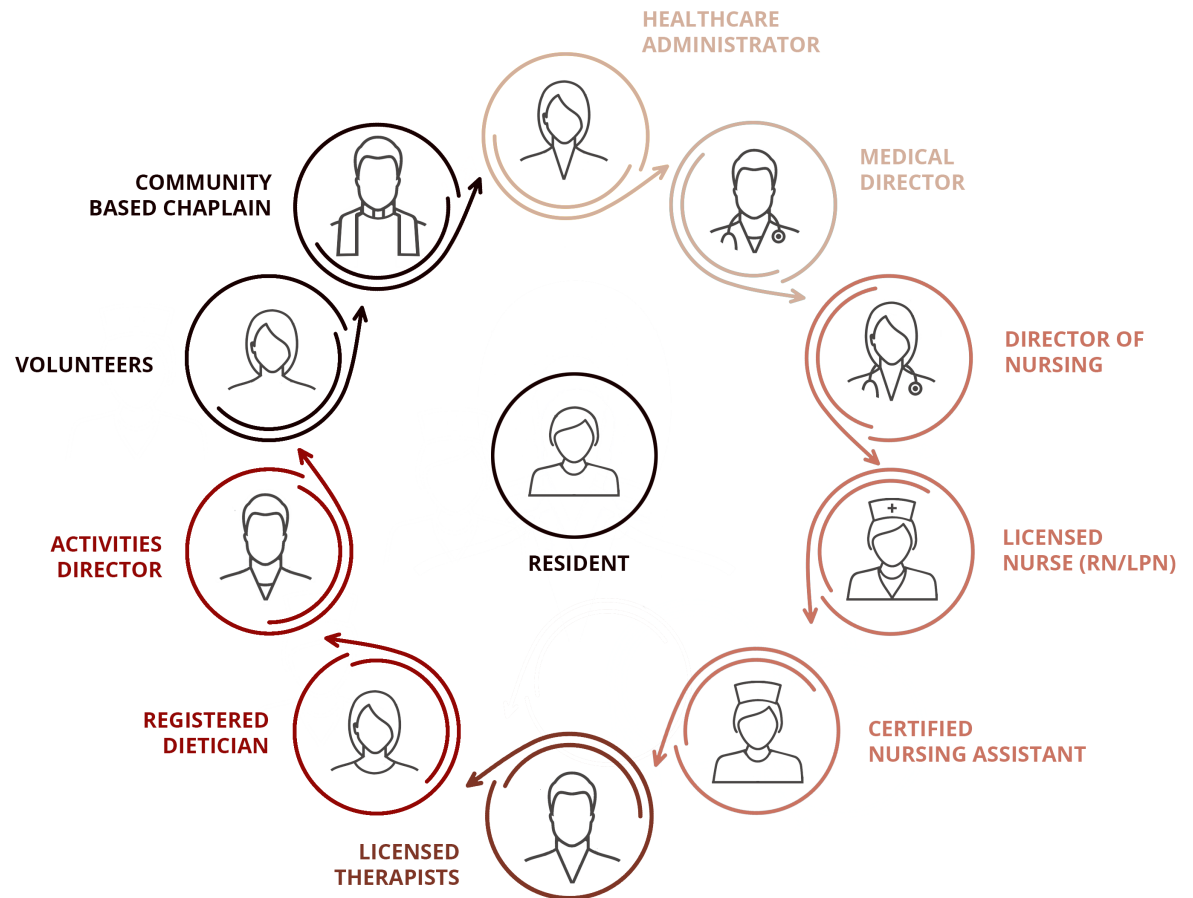 HEALTHCARE
ADMINISTRATOR
MEDICAL
DIRECTOR
DIRECTOR OF
NURSING
LICENSED
NURSE (RN/LPN)
CERTIFIED
NURSING ASSISTANT
LICENSED
THERAPISTS
REGISTERED
DIETICIAN
ACTIVITIES
DIRECTOR
VOLUNTEERS
COMMUNITY
BASED CHAPLAIN
RESIDENT